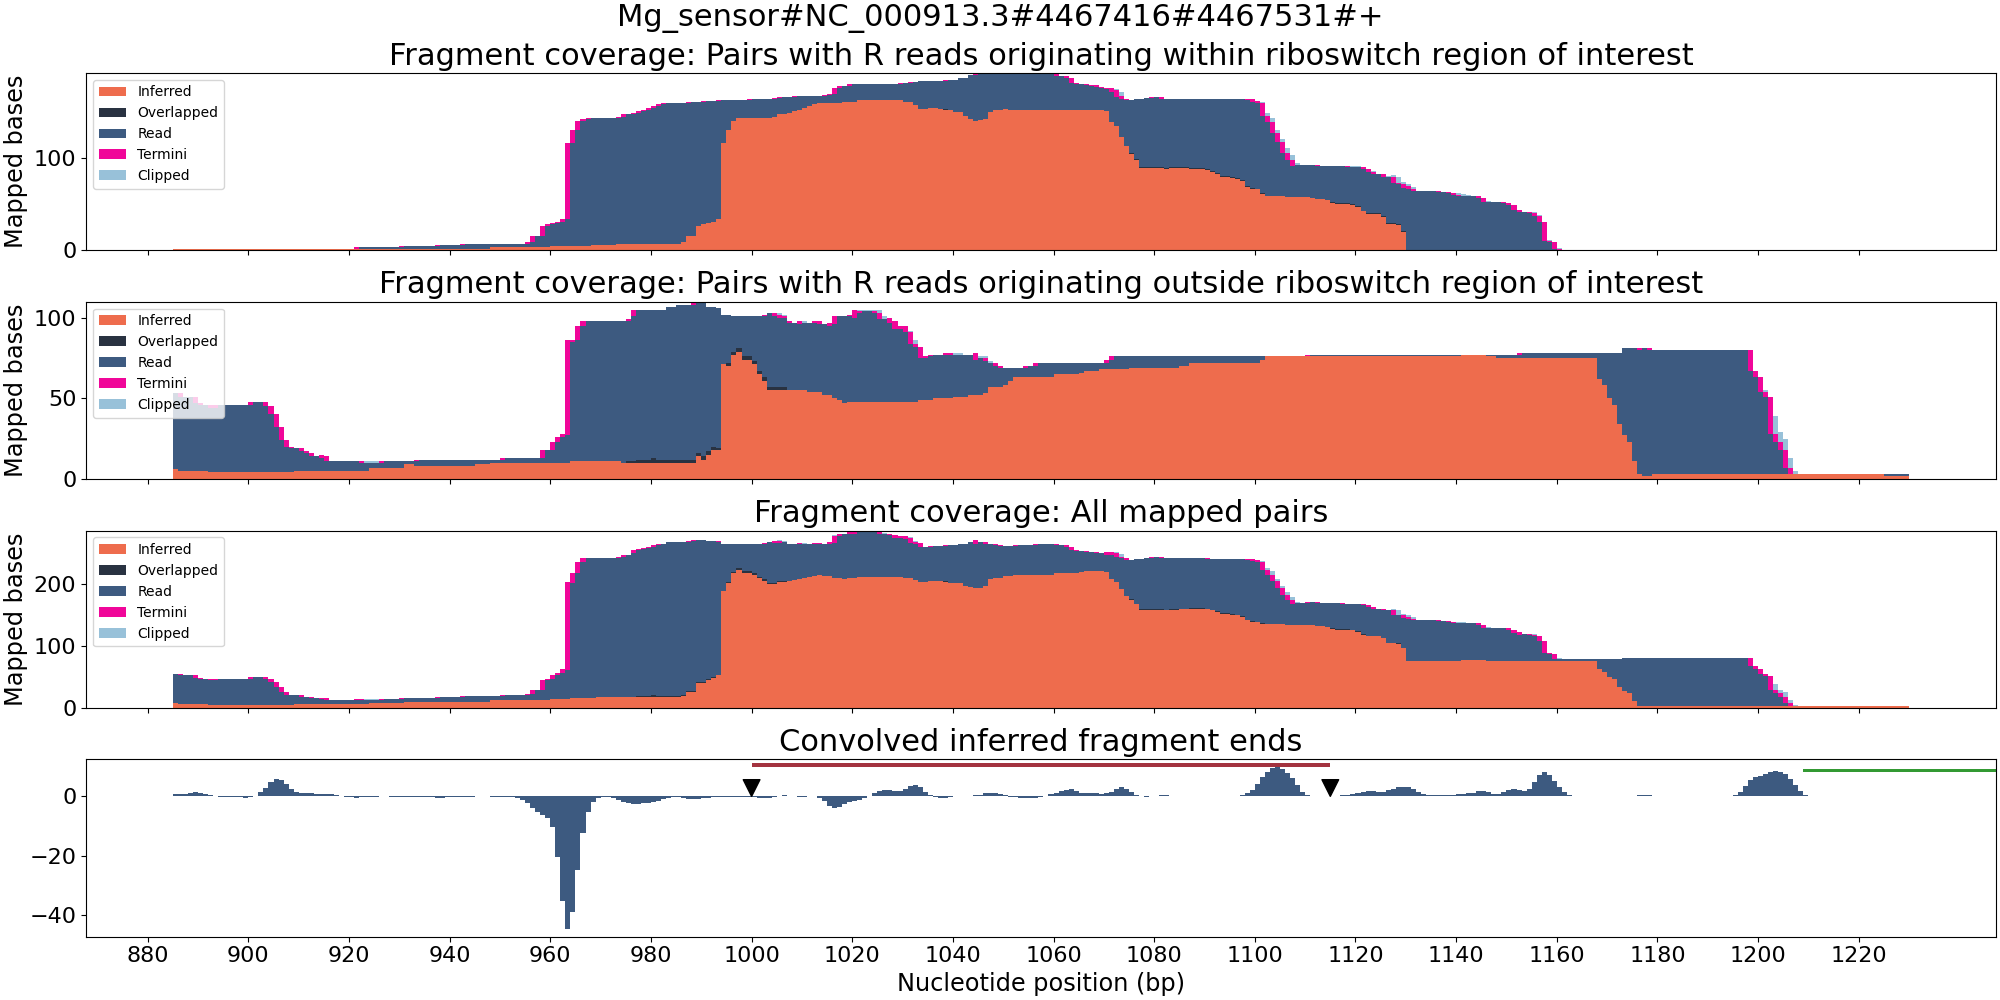 Mg_sensor#NC_000913.3#4467416#4467531#+
Fragment coverage: Pairs with R reads originating within riboswitch region of interest
Mapped bases
100
0
Inferred
Overlapped
Read
Termini
Clipped
Fragment coverage: Pairs with R reads originating outside riboswitch region of interest
Mapped bases
100
50
0
Inferred
Overlapped
Read
Termini
Clipped
Fragment coverage: All mapped pairs
Mapped bases
200
100
0
Inferred
Overlapped
Read
Termini
Clipped
Convolved inferred fragment ends
0
−20
−40
880 900 920 940 960 980 1000 1020 1040 1060 1080 1100 1120 1140 1160 1180 1200 1220
Nucleotide position (bp)